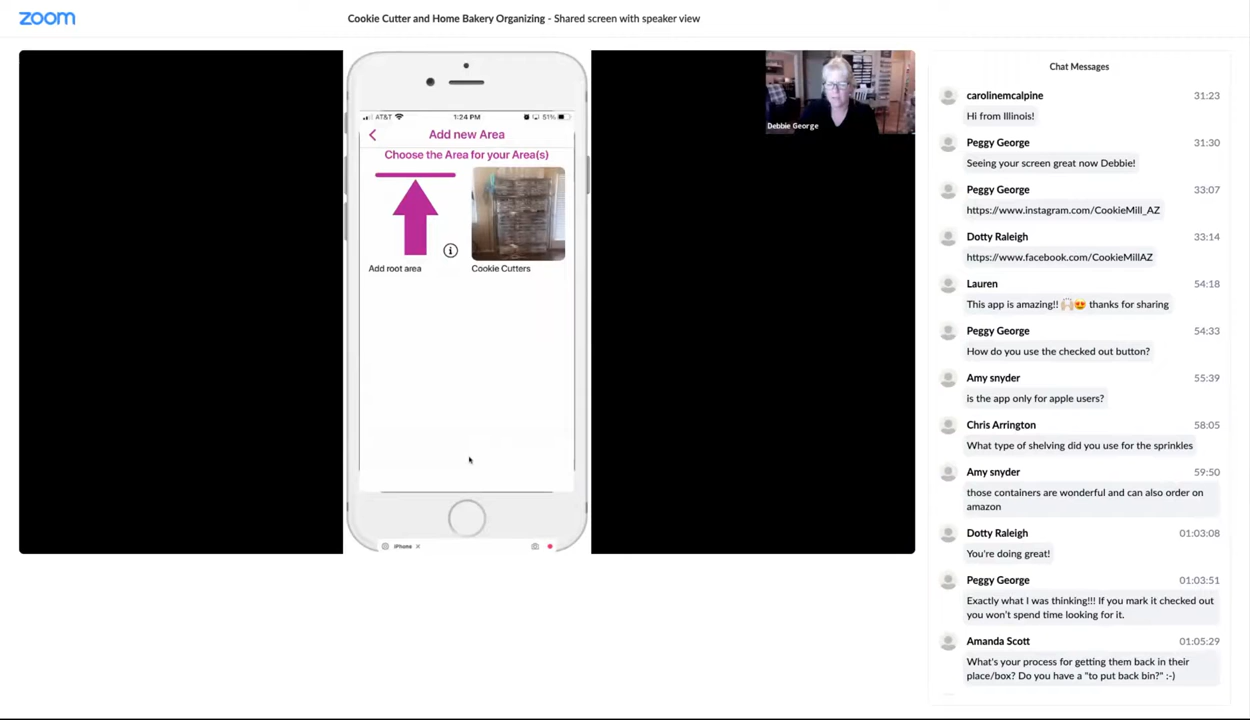 zoom
Cookie Cutter and Home Bakery Organizing - Shared screen with speaker view
AT&T 1:24 PM 51%
Add new Area
Choose the Area for your Area(s)
Add root area
Cookie Cutters
iPhone
Debbie George
Chat Messages
carolinemcalpine 31:23
Hi from Illinois!
Peggy George 31:30
Seeing your screen great now Debbie!
Peggy George 33:07
https://www.instagram.com/CookieMill_AZ
Dotty Raleigh 33:14
https://www.facebook.com/CookieMillAZ
Lauren 54:18
This app is amazing!! 🙌🏼😍 thanks for sharing
Peggy George 54:33
How do you use the checked out button?
Amy snyder 55:39
is the app only for apple users?
Chris Arrington 58:05
What type of shelving did you use for the sprinkles
Amy snyder 59:50
those containers are wonderful and can also order on
amazon
Dotty Raleigh 01:03:08
You're doing great!
Peggy George 01:03:51
Exactly what I was thinking!!! If you mark it checked out
you won't spend time looking for it.
Amanda Scott 01:05:29
What's your process for getting them back in their
place/box? Do you have a "to put back bin?" ;-)